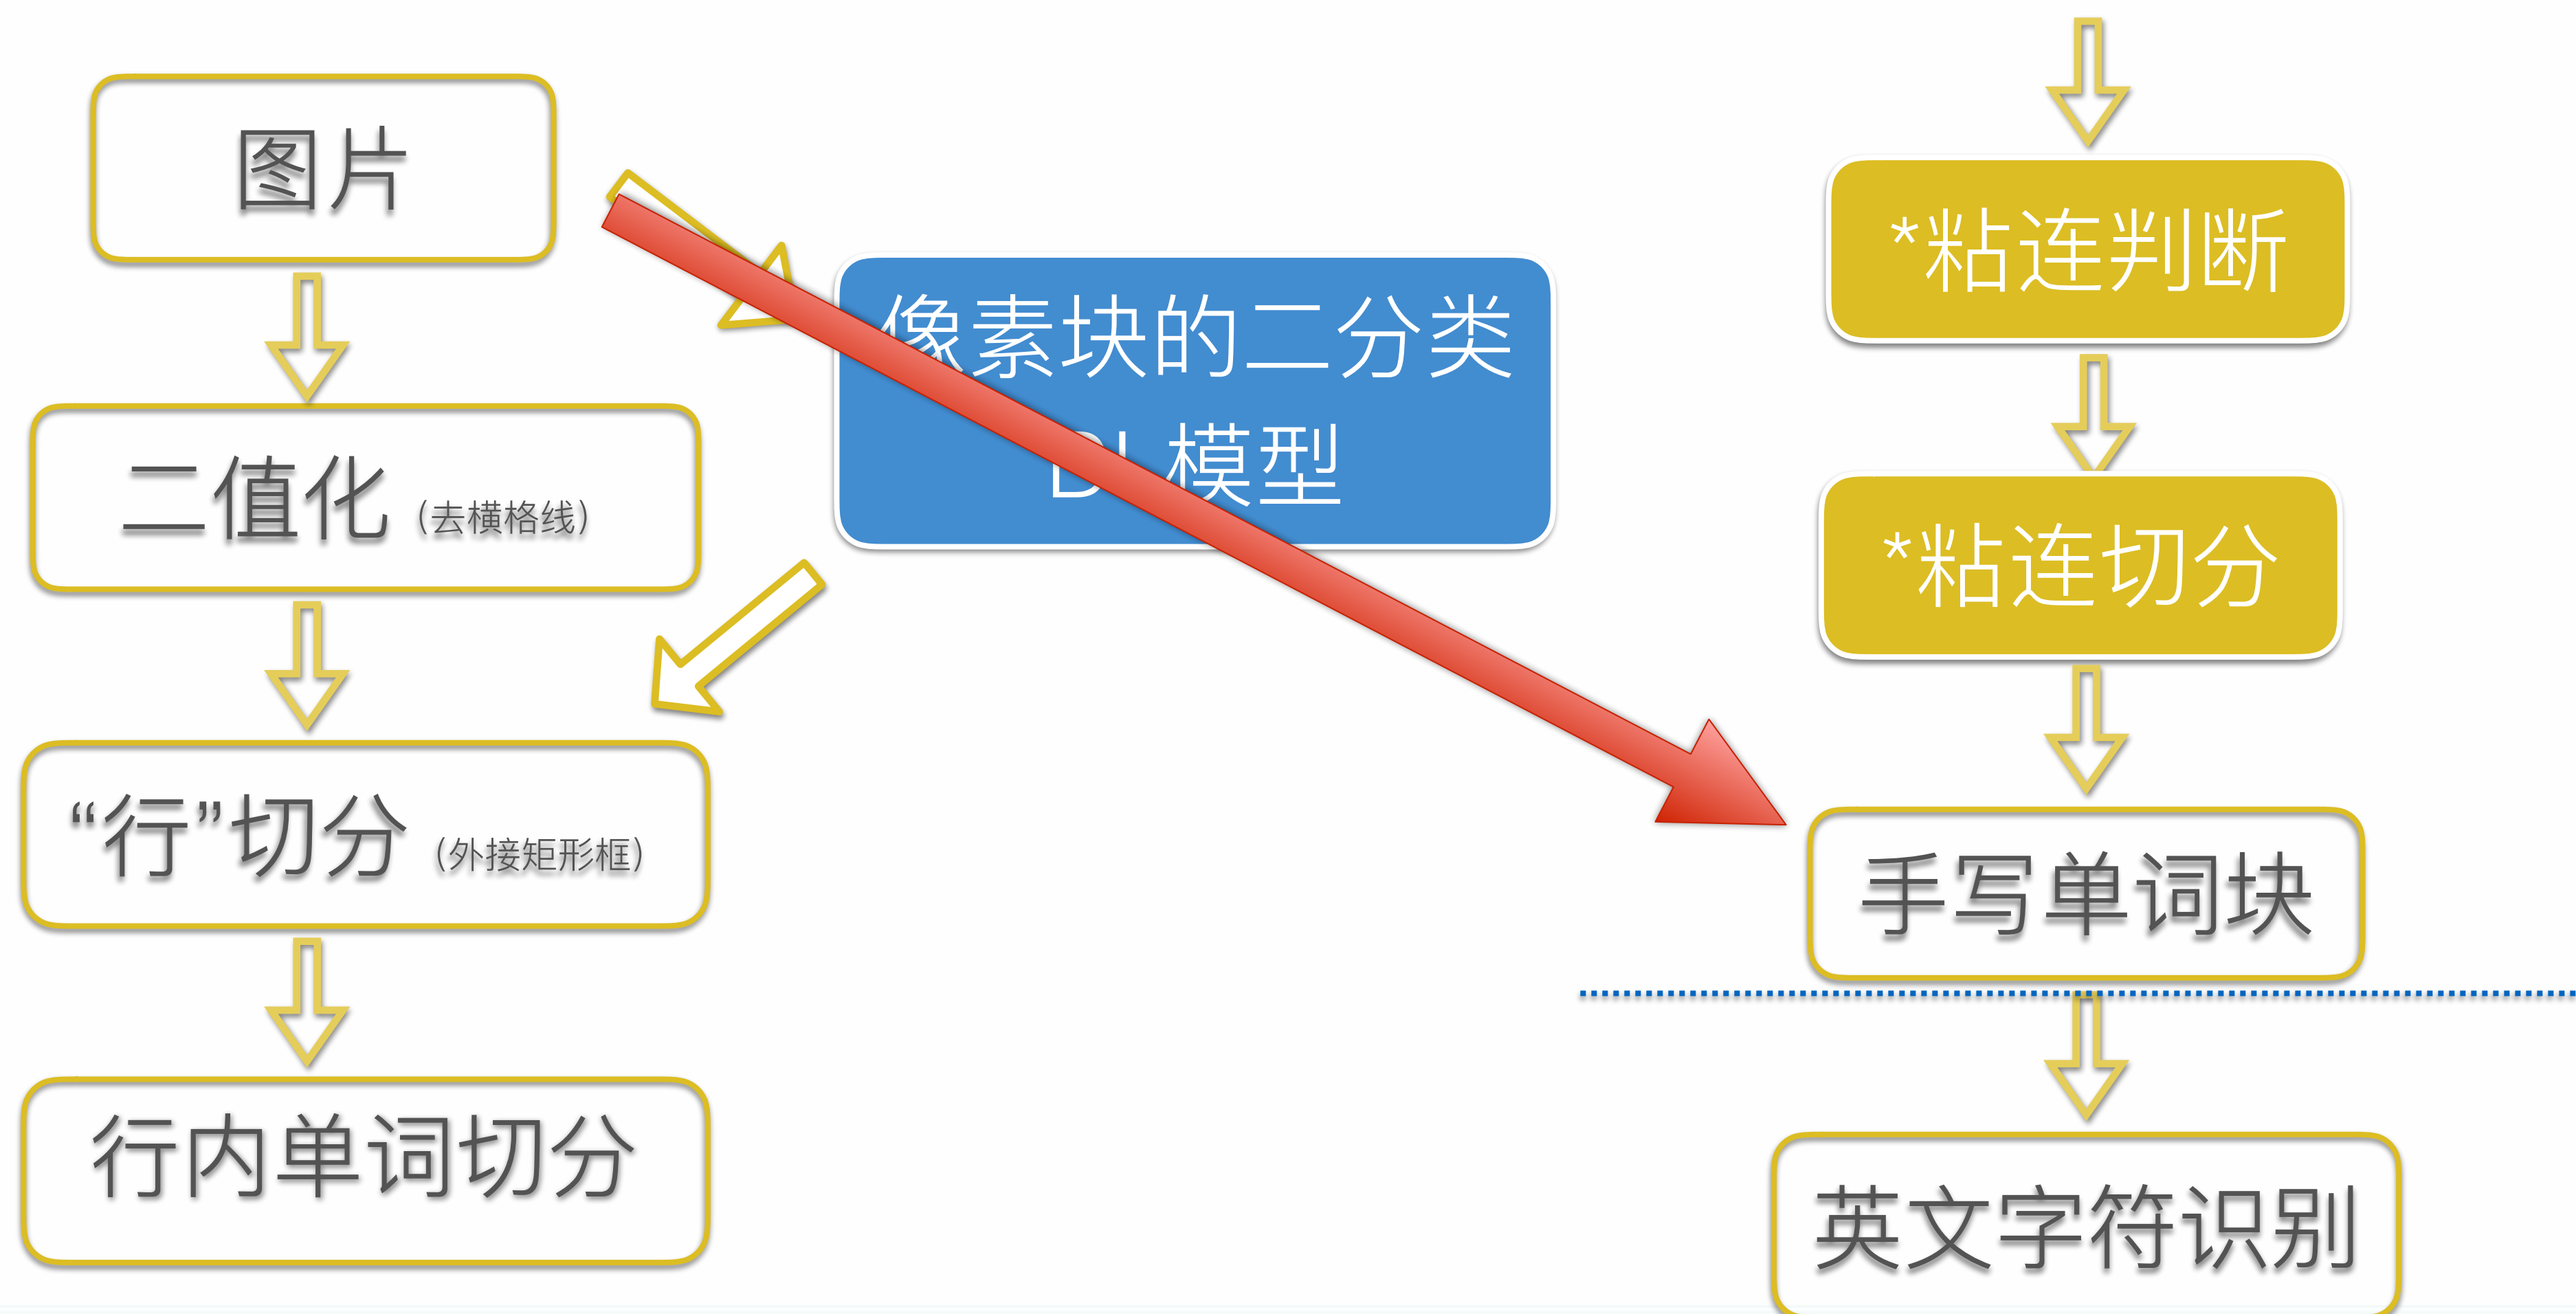 图片
二值化（去横格线）
“行”切分（外接矩形框）
行内单词切分
像素块的二分类
DL 模型
*粘连判断
*粘连切分
手写单词块
英文字符识别